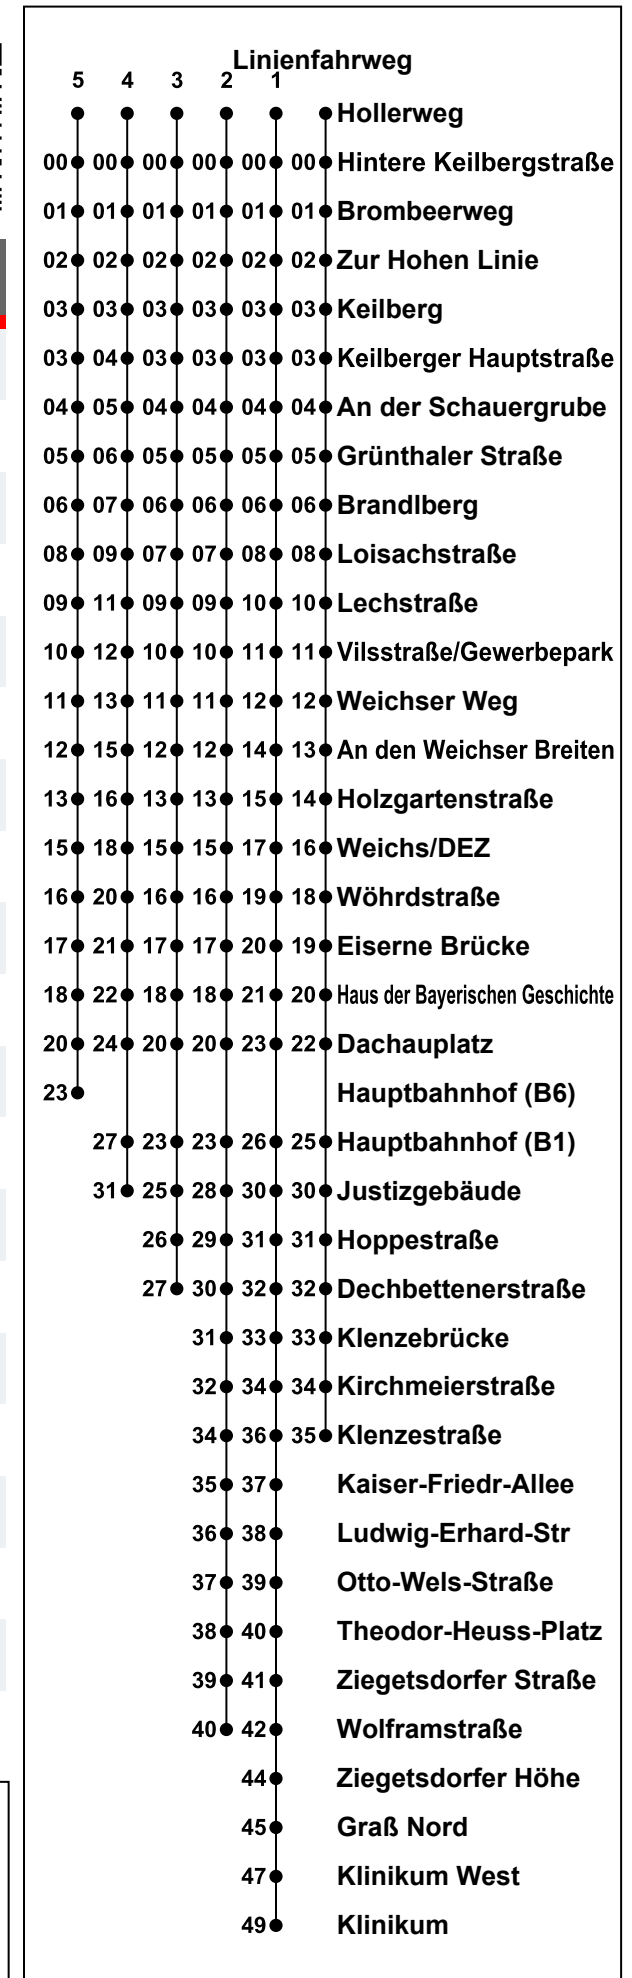 Linienfahrweg
5 4 3 2 1
Hollerweg
00 00 00 00 00 00 Hintere Keilbergstraße
01 01 01 01 01 01 Brombeerweg
02 02 02 02 02 02 Zur Hohen Linie
03 03 03 03 03 03 Keilberg
03 04 03 03 03 03 Keilberger Hauptstraße
04 05 04 04 04 04 An der Schauergrube
05 06 05 05 05 05 Grünthaler Straße
06 07 06 06 06 06 Brandlberg
08 09 07 07 08 08 Loisachstraße
09 11 09 09 10 10 Lechstraße
10 12 10 10 11 11 Vilsstraße/Gewerbepark
11 13 11 11 12 12 Weichser Weg
12 15 12 12 14 13 An den Weichser Breiten
13 16 13 13 15 14 Holzgartenstraße
15 18 15 15 17 16 Weichs/DEZ
16 20 16 16 19 18 Wöhrdstraße
17 21 17 17 20 19 Eiserne Brücke
18 22 18 18 21 20 Haus der Bayerischen Geschichte
20 24 20 20 23 22 Dachauplatz
23 Hauptbahnhof (B6)
27 23 23 26 25 Hauptbahnhof (B1)
31 25 28 30 30 Justizgebäude
26 29 31 31 Hoppestraße
27 30 32 32 Dechbettenerstraße
31 33 33 Klenzebrücke
32 34 34 Kirchmeierstraße
34 36 35 Klenzestraße
35 37 Kaiser-Friedr-Allee
36 38 Ludwig-Erhard-Str
37 39 Otto-Wels-Straße
38 40 Theodor-Heuss-Platz
39 41 Ziegetsdorfer Straße
40 42 Wolframstraße
44 Ziegetsdorfer Höhe
45 Graß Nord
47 Klinikum West
49 Klinikum